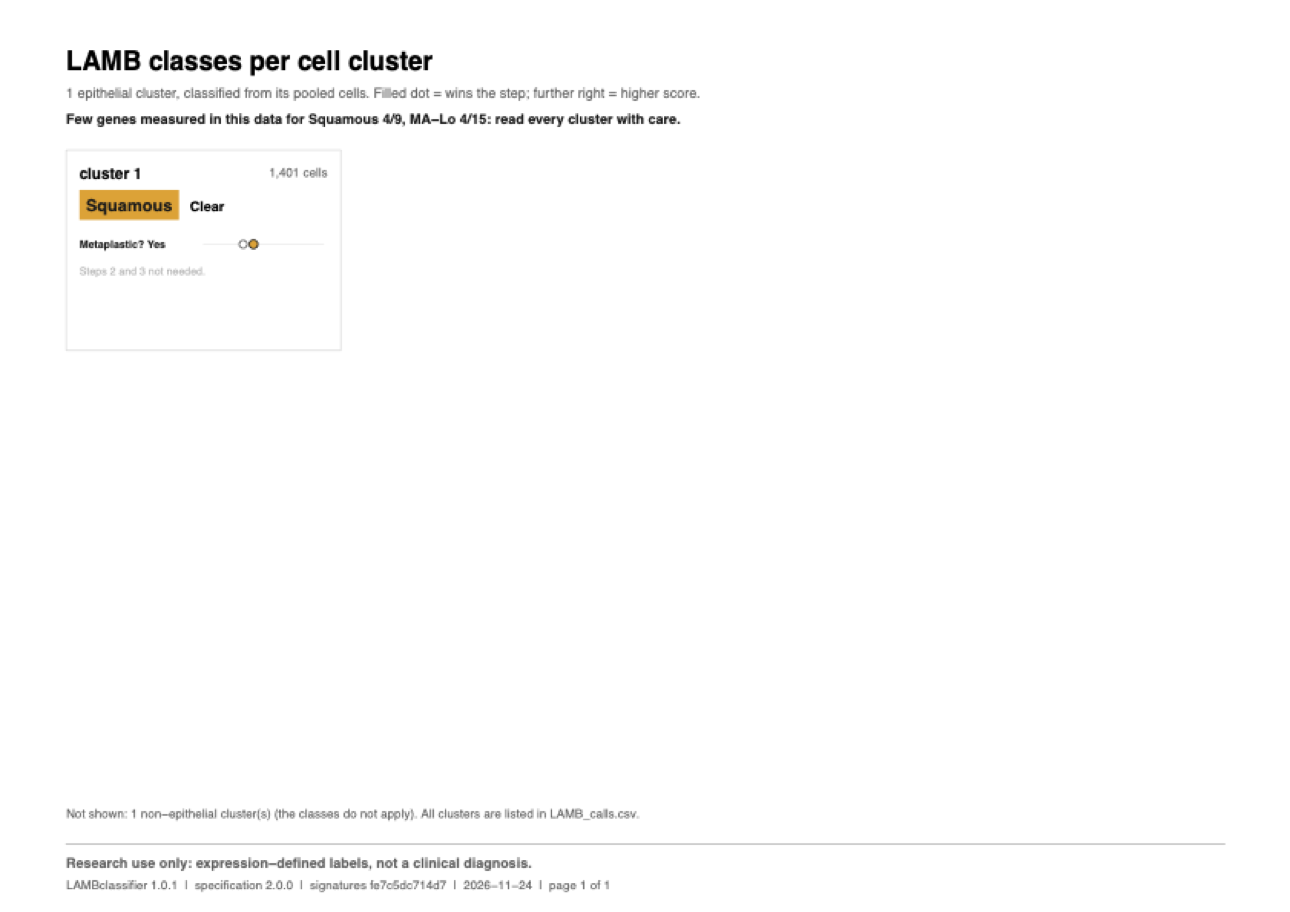 LAMB classes per cell cluster
1 epithelial cluster, classified from its pooled cells. Filled dot = wins the step; further right = higher score.
Few genes measured in this data for Squamous 4/9, MA–Lo 4/15: read every cluster with care.
cluster 1 1,401 cells
Squamous Clear
Metaplastic? Yes
Steps 2 and 3 not needed.
Not shown: 1 non–epithelial cluster(s) (the classes do not apply). All clusters are listed in LAMB_calls.csv.
Research use only: expression–defined labels, not a clinical diagnosis.
LAMBclassifier 1.0.1 | specification 2.0.0 | signatures fe7c5dc714d7 | 2026–11–24 | page 1 of 1